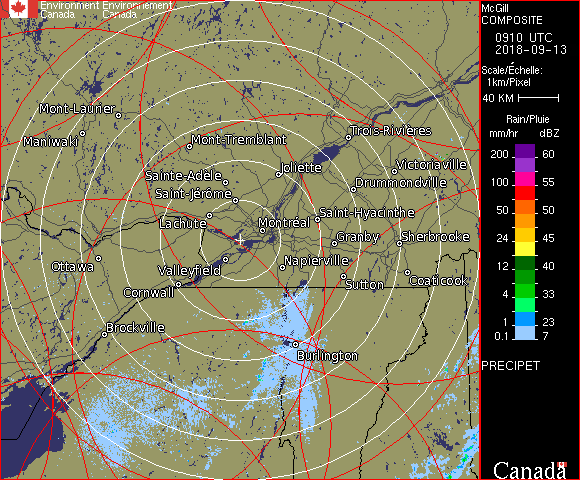 Environment Environnement
Canada Canada
McGill
COMPOSITE
0910 UTC
2018-09-13
Scale/Échelle:
1km/Pixel
40 KM
Rain/Pluie
mm/hr dBZ
200 60
150 55
100 55
50 50
24 45
12 40
4 33
1 23
0.1 7
PRECIPET
Canada
Mont-Laurier
Maniwaki
Mont-Tremblant
Trois-Rivières
Joliette
Victoriaville
Sainte-Adèle
Drummondville
Saint-Jérôme
Lachute
Saint-Hyacinthe
Montréal
Granby
Sherbrooke
Ottawa
Valleyfield
Napierville
Cornwall
Sutton
Coaticook
Brockville
Burlington